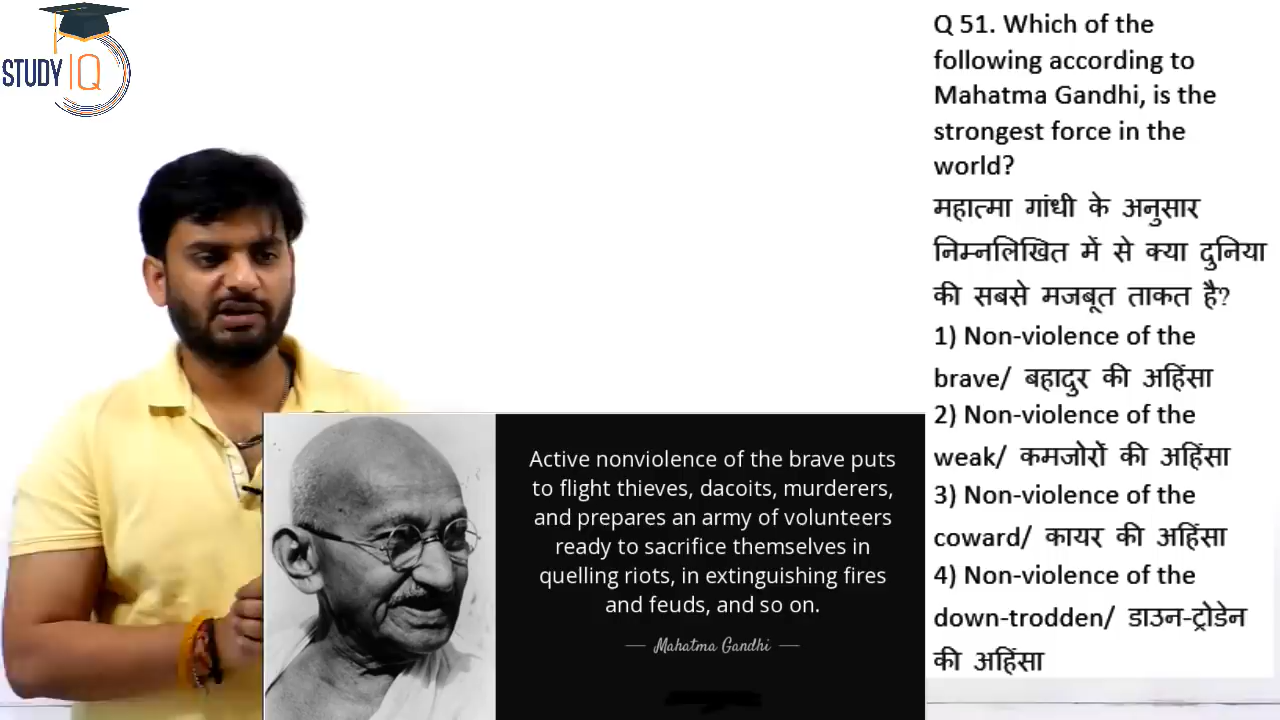 STUDY IQ
Q 51. Which of the
following according to
Mahatma Gandhi, is the
strongest force in the
world?
महात्मा गांधी के अनुसार
निम्नलिखित में से क्या दुनिया
की सबसे मजबूत ताकत है?
1) Non-violence of the
brave/ बहादुर की अहिंसा
2) Non-violence of the
weak/ कमजोरों की अहिंसा
3) Non-violence of the
coward/ कायर की अहिंसा
4) Non-violence of the
down-trodden/ डाउन-ट्रोडेन
की अहिंसा
Active nonviolence of the brave puts
to flight thieves, dacoits, murderers,
and prepares an army of volunteers
ready to sacrifice themselves in
quelling riots, in extinguishing fires
and feuds, and so on.
Mahatma Gandhi